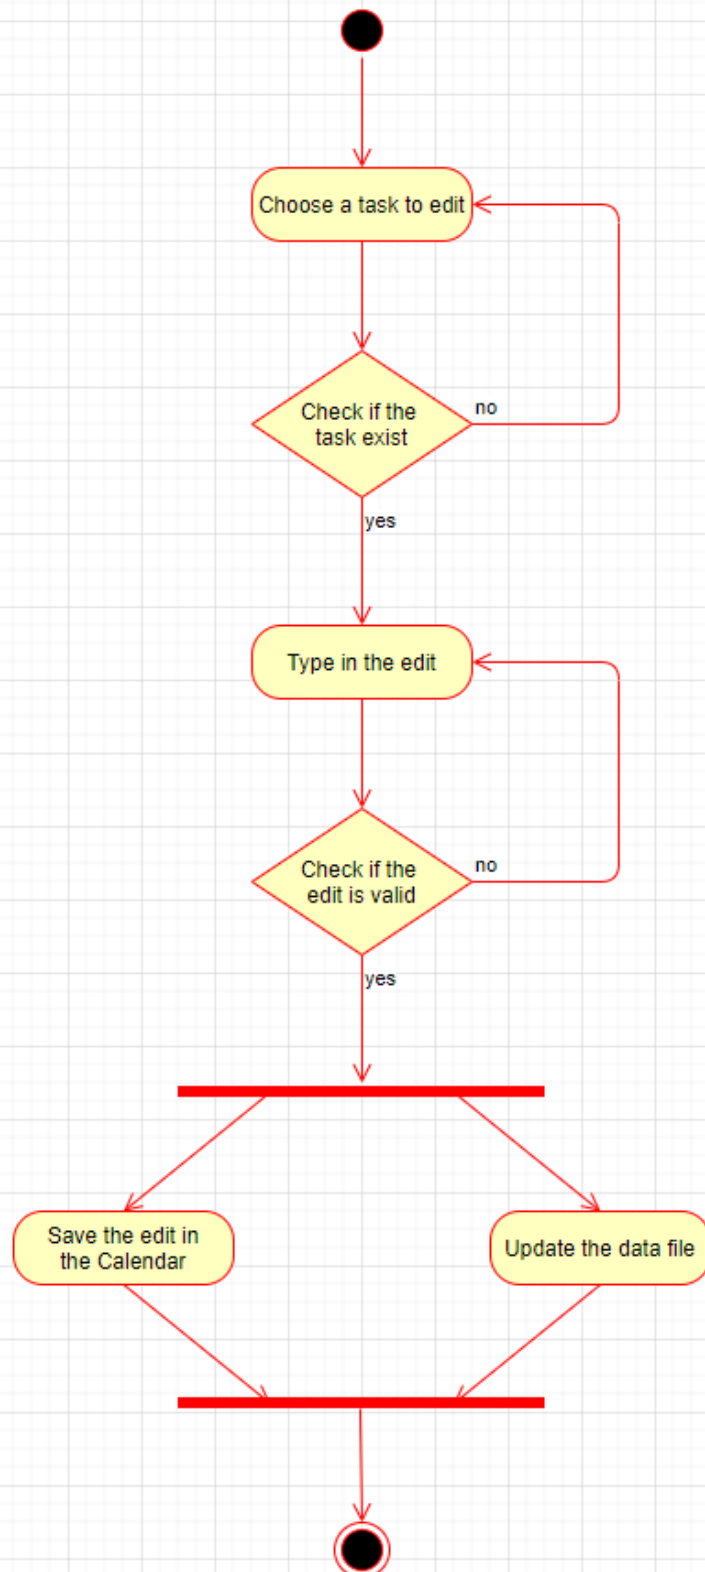 Choose a task to edit
Check if the
task exist
no
yes
Type in the edit
Check if the
edit is valid
no
yes
Save the edit in
the Calendar
Update the data file